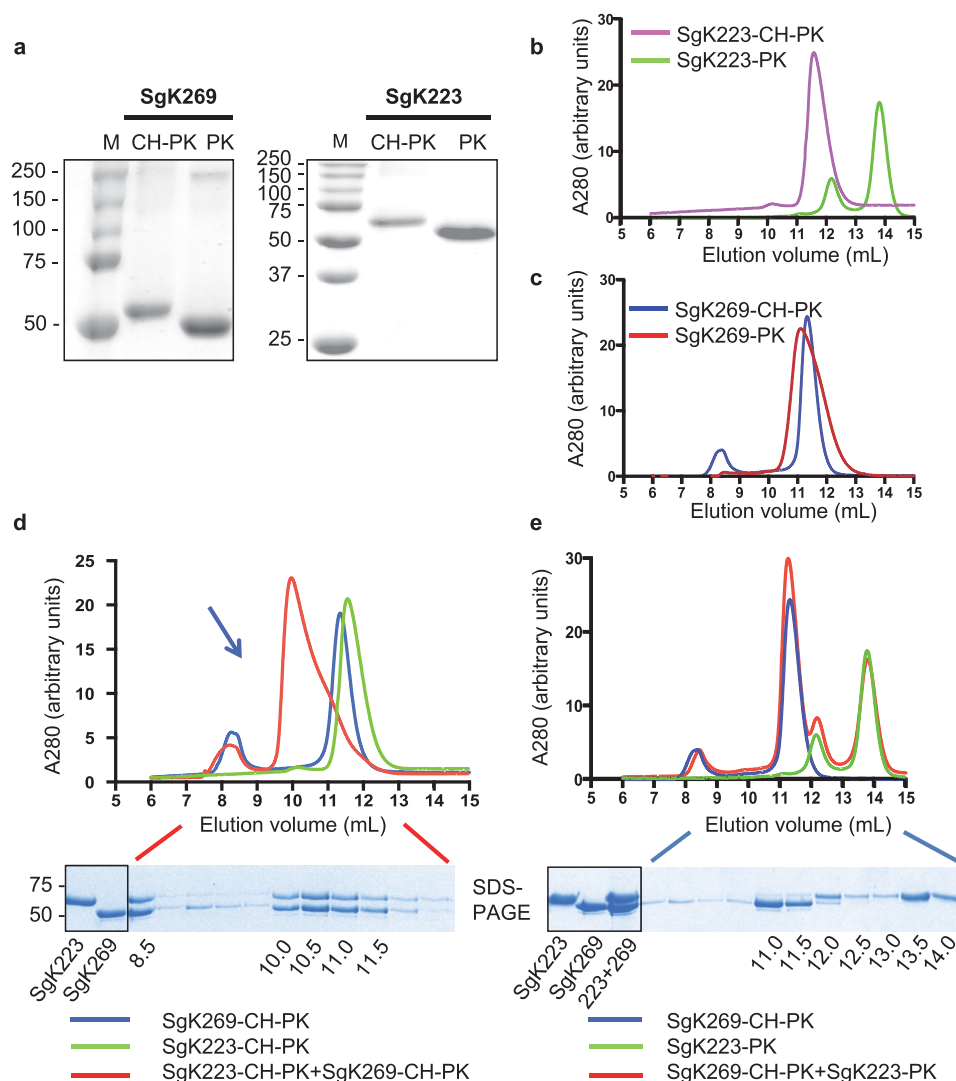 a
SgK269
SgK223
M CH-PK PK
M CH-PK PK
250 -
150 -
100 -
75 -
50 -
250 -
150 -
100 -
75 -
50 -
37 -
25 -
b
SgK223-CH-PK
SgK223-PK
A280 (arbitrary units)
30
20
10
0
5 6 7 8 9 10 11 12 13 14 15
Elution volume (mL)
c
SgK269-CH-PK
SgK269-PK
A280 (arbitrary units)
30
20
10
0
5 6 7 8 9 10 11 12 13 14 15
Elution volume (mL)
d
A280 (arbitrary units)
25
20
15
10
5
0
5 6 7 8 9 10 11 12 13 14 15
Elution volume (mL)
75 -
50 -
SgK223
SgK269
8.5
10.0
10.5
11.0
11.5
SDS-
PAGE
SgK269-CH-PK
SgK223-CH-PK
SgK223-CH-PK+SgK269-CH-PK
e
A280 (arbitrary units)
30
20
10
0
5 6 7 8 9 10 11 12 13 14 15
Elution volume (mL)
SgK223
SgK269
223+269
11.0
11.5
12.0
12.5
13.0
13.5
14.0
SgK269-CH-PK
SgK223-PK
SgK269-CH-PK+SgK223-PK